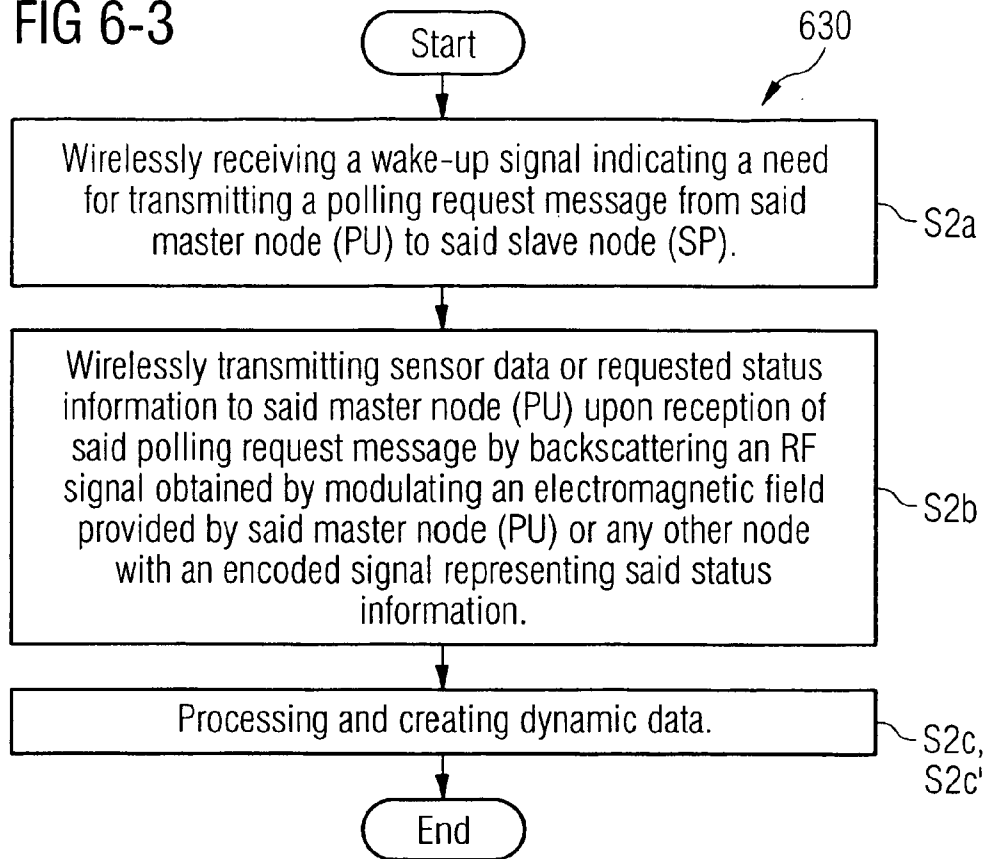 FIG 6-3
Start
630
Wirelessly receiving a wake-up signal indicating a need
for transmitting a polling request message from said
master node (PU) to said slave node (SP).
S2a
Wirelessly transmitting sensor data or requested status
information to said master node (PU) upon reception of
said polling request message by backscattering an RF
signal obtained by modulating an electromagnetic field
provided by said master node (PU) or any other node
with an encoded signal representing said status
information.
S2b
Processing and creating dynamic data.
S2c,
S2c'
End